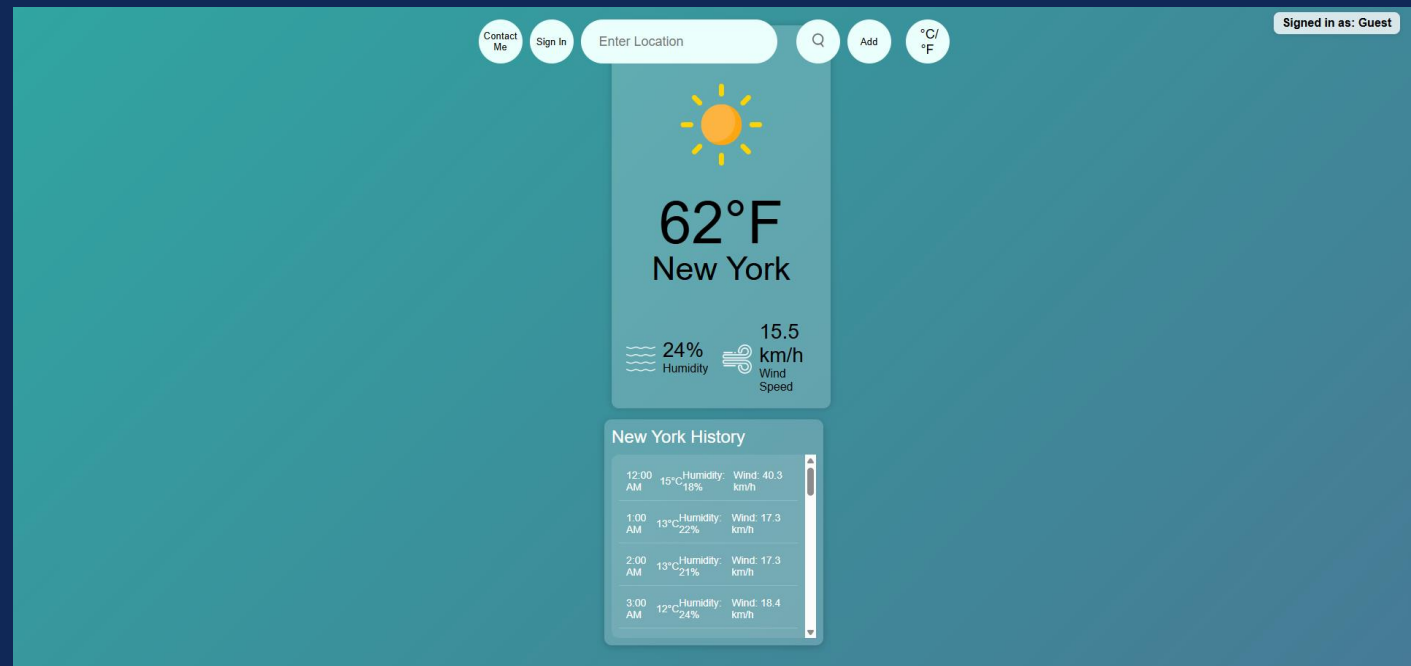 Signed in as: Guest
Contact
Me
Sign In
Enter Location
Add
°C/
°F
62°F
New York
24%
Humidity
15.5
km/h
Wind
Speed
New York History
12:00
AM
15°C
Humidity:
18%
Wind: 40.3
km/h
1:00
AM
13°C
Humidity:
22%
Wind: 17.3
km/h
2:00
AM
13°C
Humidity:
21%
Wind: 17.3
km/h
3:00
AM
12°C
Humidity:
24%
Wind: 18.4
km/h